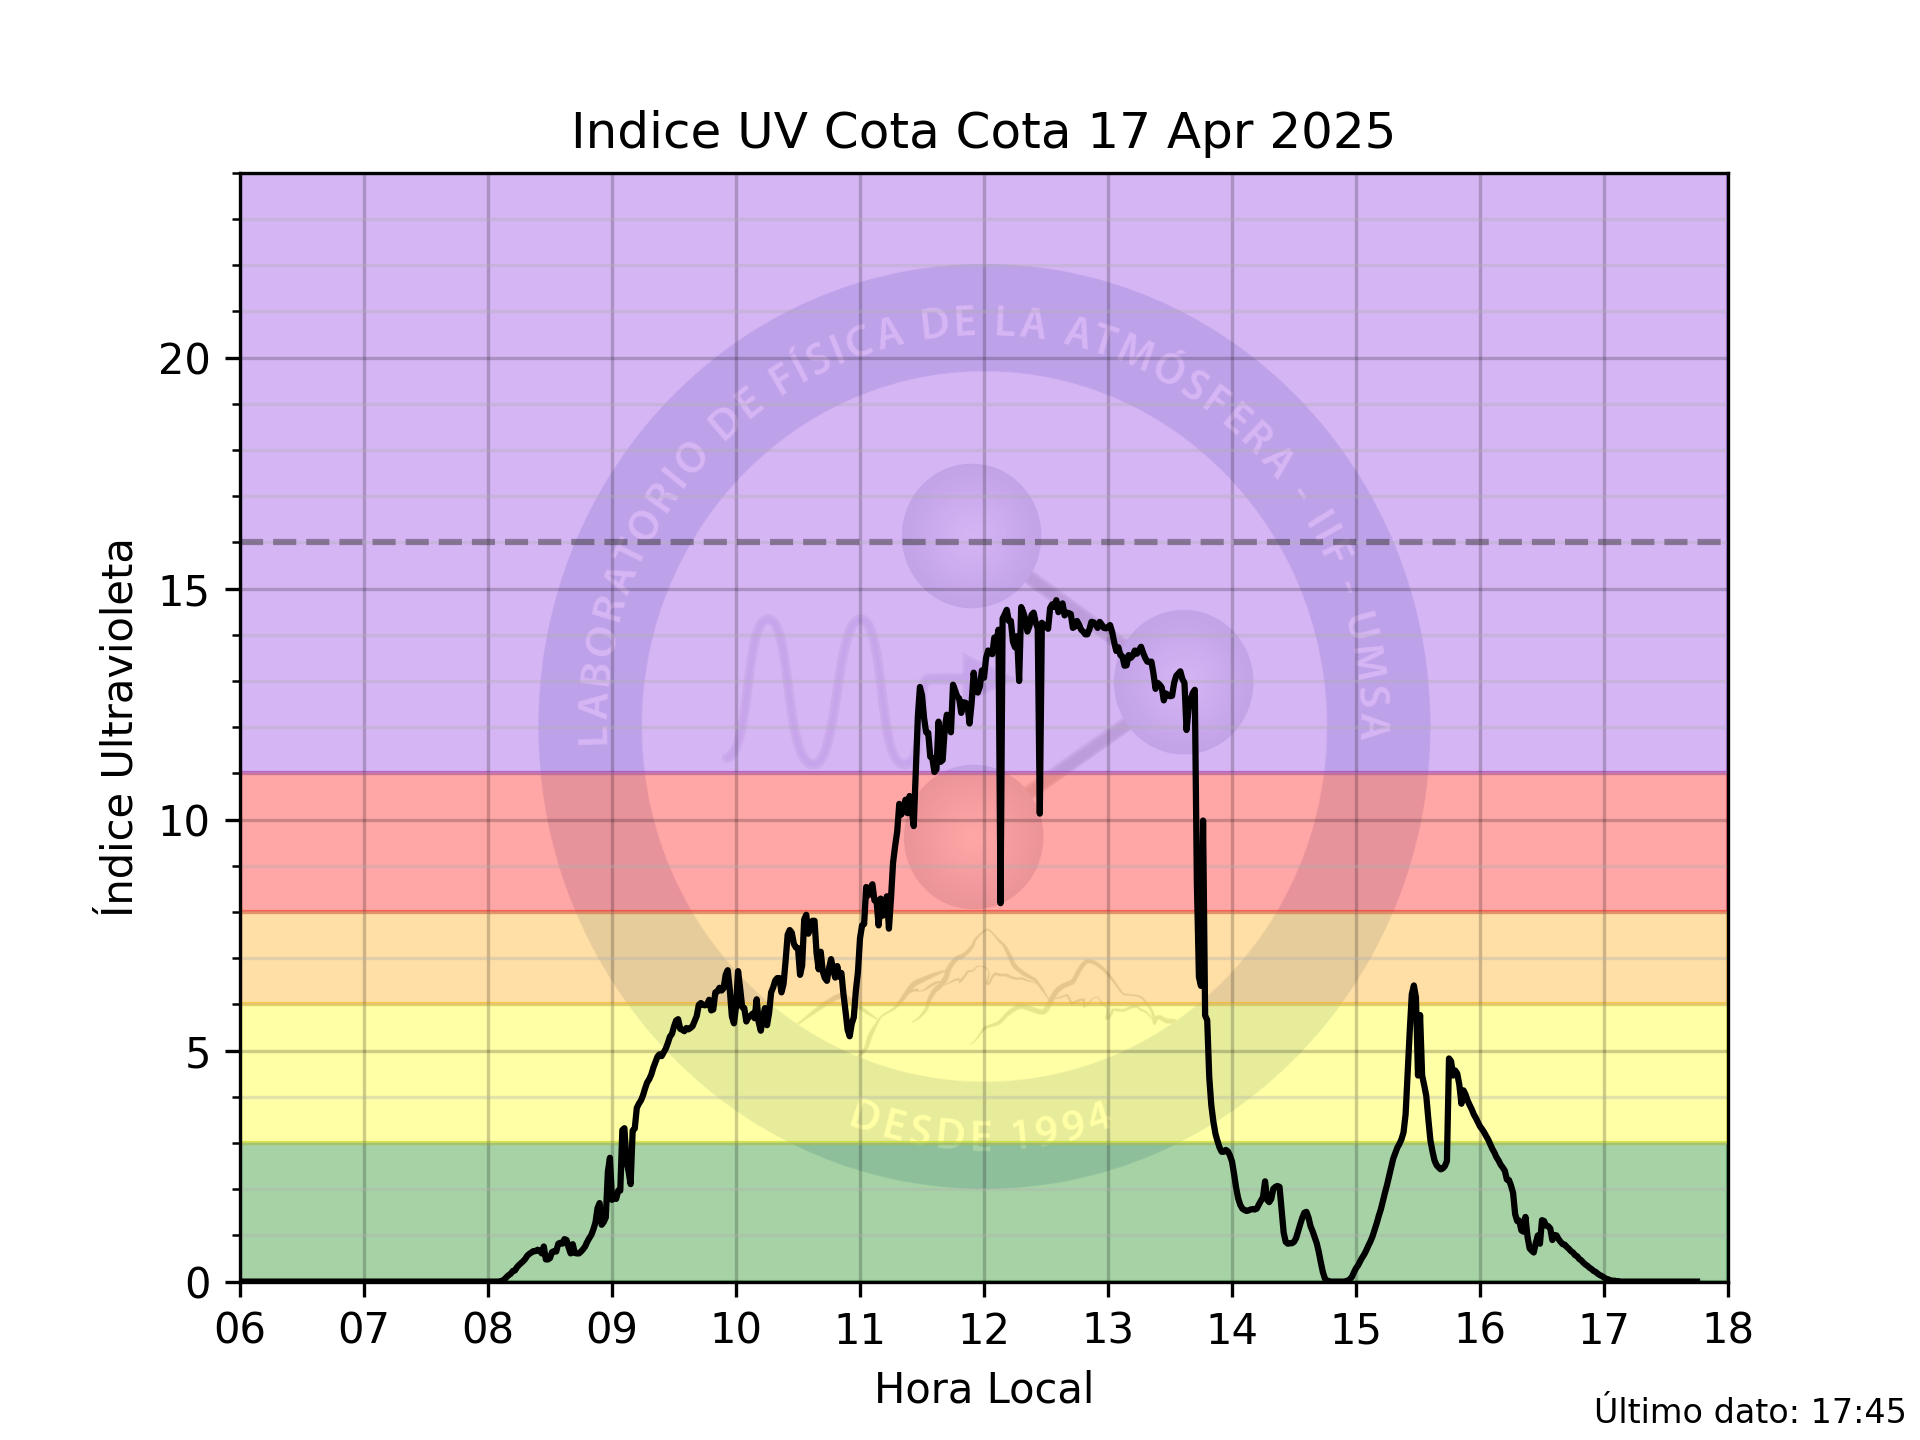 Indice UV Cota Cota 17 Apr 2025
LABORATORIO DE FÍSICA DE LA ATMÓSFERA - IIF - UMSA
DESDE 1994
Índice Ultravioleta
20
15
10
5
0
06 07 08 09 10 11 12 13 14 15 16 17 18
Hora Local
Último dato: 17:45